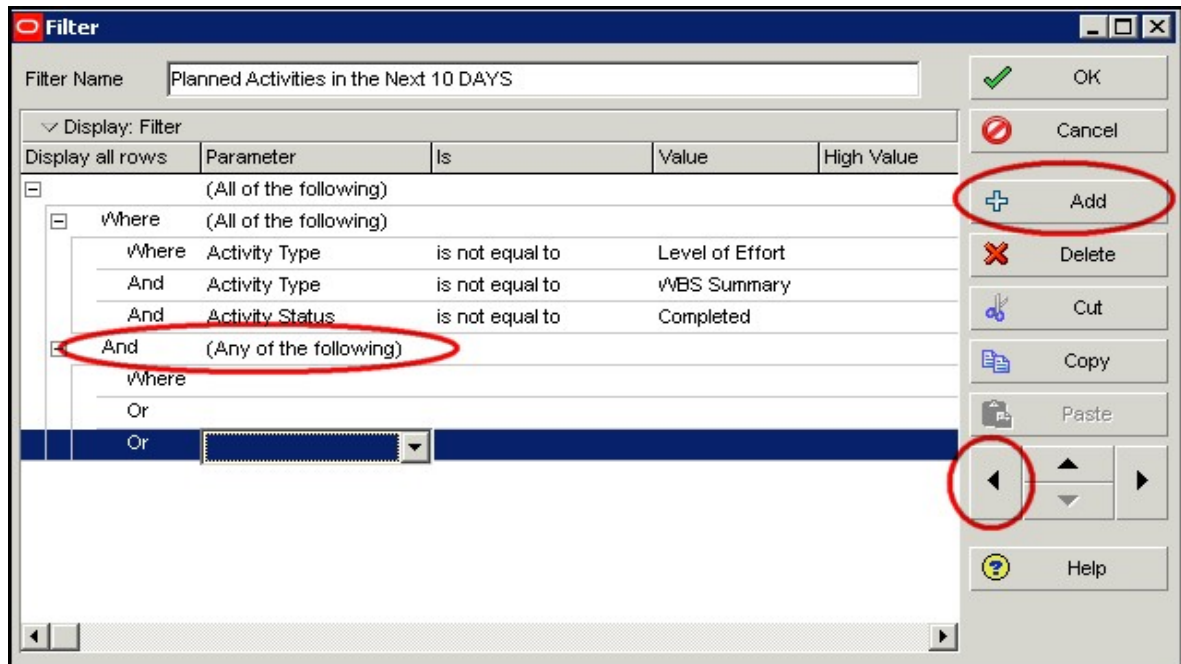 Filter
Filter Name Planned Activities in the Next 10 DAYS OK
Display: Filter Cancel
Display all rows Parameter Is Value High Value
(All of the following) Add
Where (All of the following)
Where Activity Type is not equal to Level of Effort Delete
And Activity Type is not equal to WBS Summary
And Activity Status is not equal to Completed Cut
And (Any of the following) Copy
Where
Or Paste
Or
Help